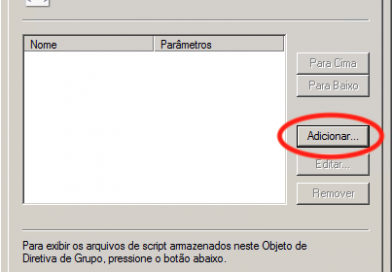 Nome Parâmetros
Para Cima
Para Baixo
Adicionar...
Editar...
Remover
Para exibir os arquivos de script armazenados neste Objeto de
Diretiva de Grupo, pressione o botão abaixo.